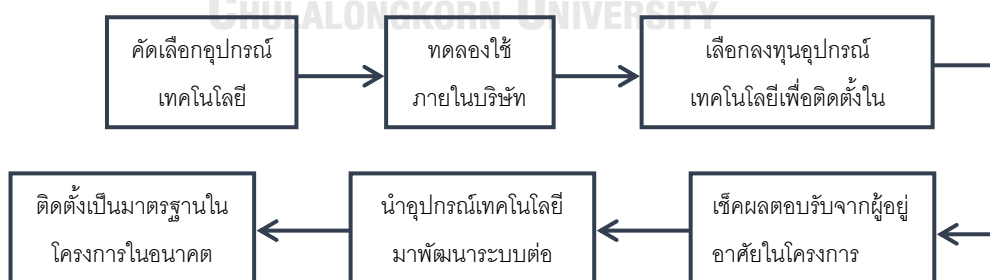 CHULALONGKORN UNIVERSITY
คัดเลือกอุปกรณ์
เทคโนโลยี
ทดลองใช้
ภายในบริษัท
เลือกลงทุนอุปกรณ์
เทคโนโลยีเพื่อติดตั้งใน
เช็คผลตอบรับจากผู้อยู่
อาศัยในโครงการ
นำอุปกรณ์เทคโนโลยี
มาพัฒนาระบบต่อ
ติดตั้งเป็นมาตรฐานใน
โครงการในอนาคต